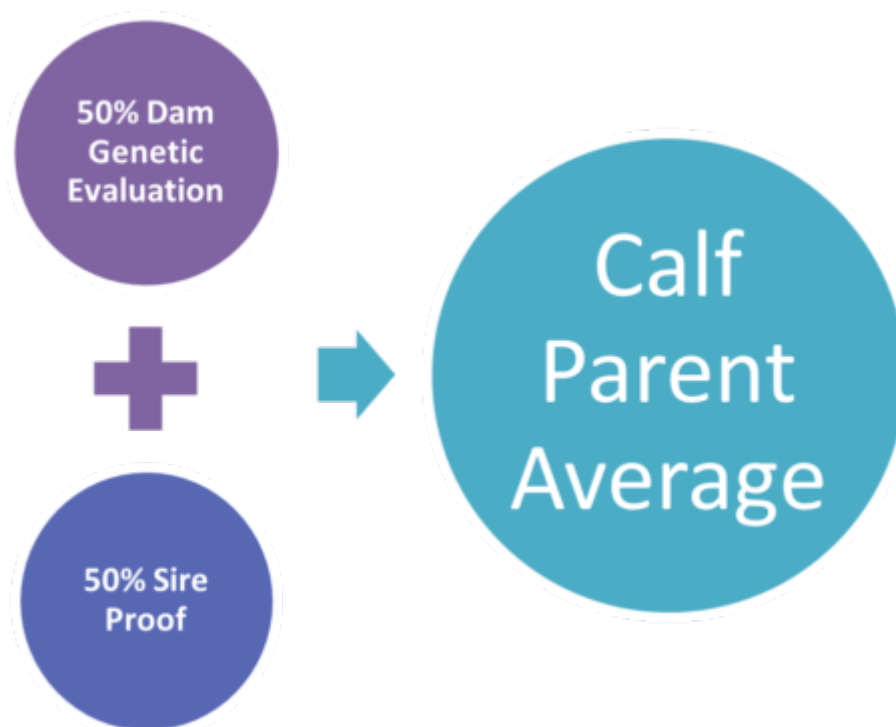 50% Dam
Genetic
Evaluation
50% Sire
Proof
Calf
Parent
Average